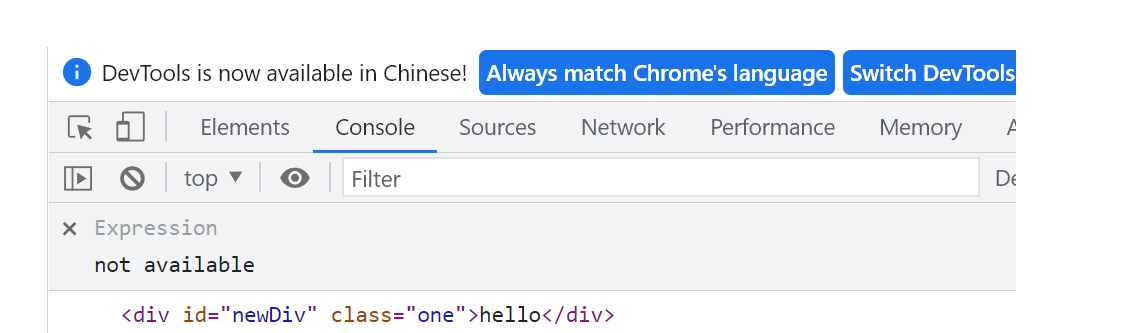 DevTools is now available in Chinese! Always match Chrome's language Switch DevTools
Elements Console Sources Network Performance Memory
top Filter De
× Expression
not available
<div id="newDiv" class="one">hello</div>